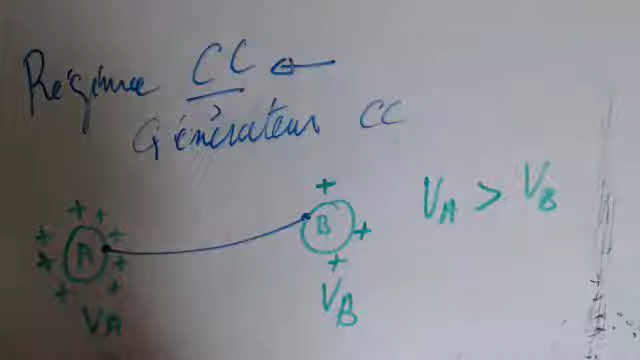 Régime CC
Générateur CC
A
B
VA > VB
VA
VB